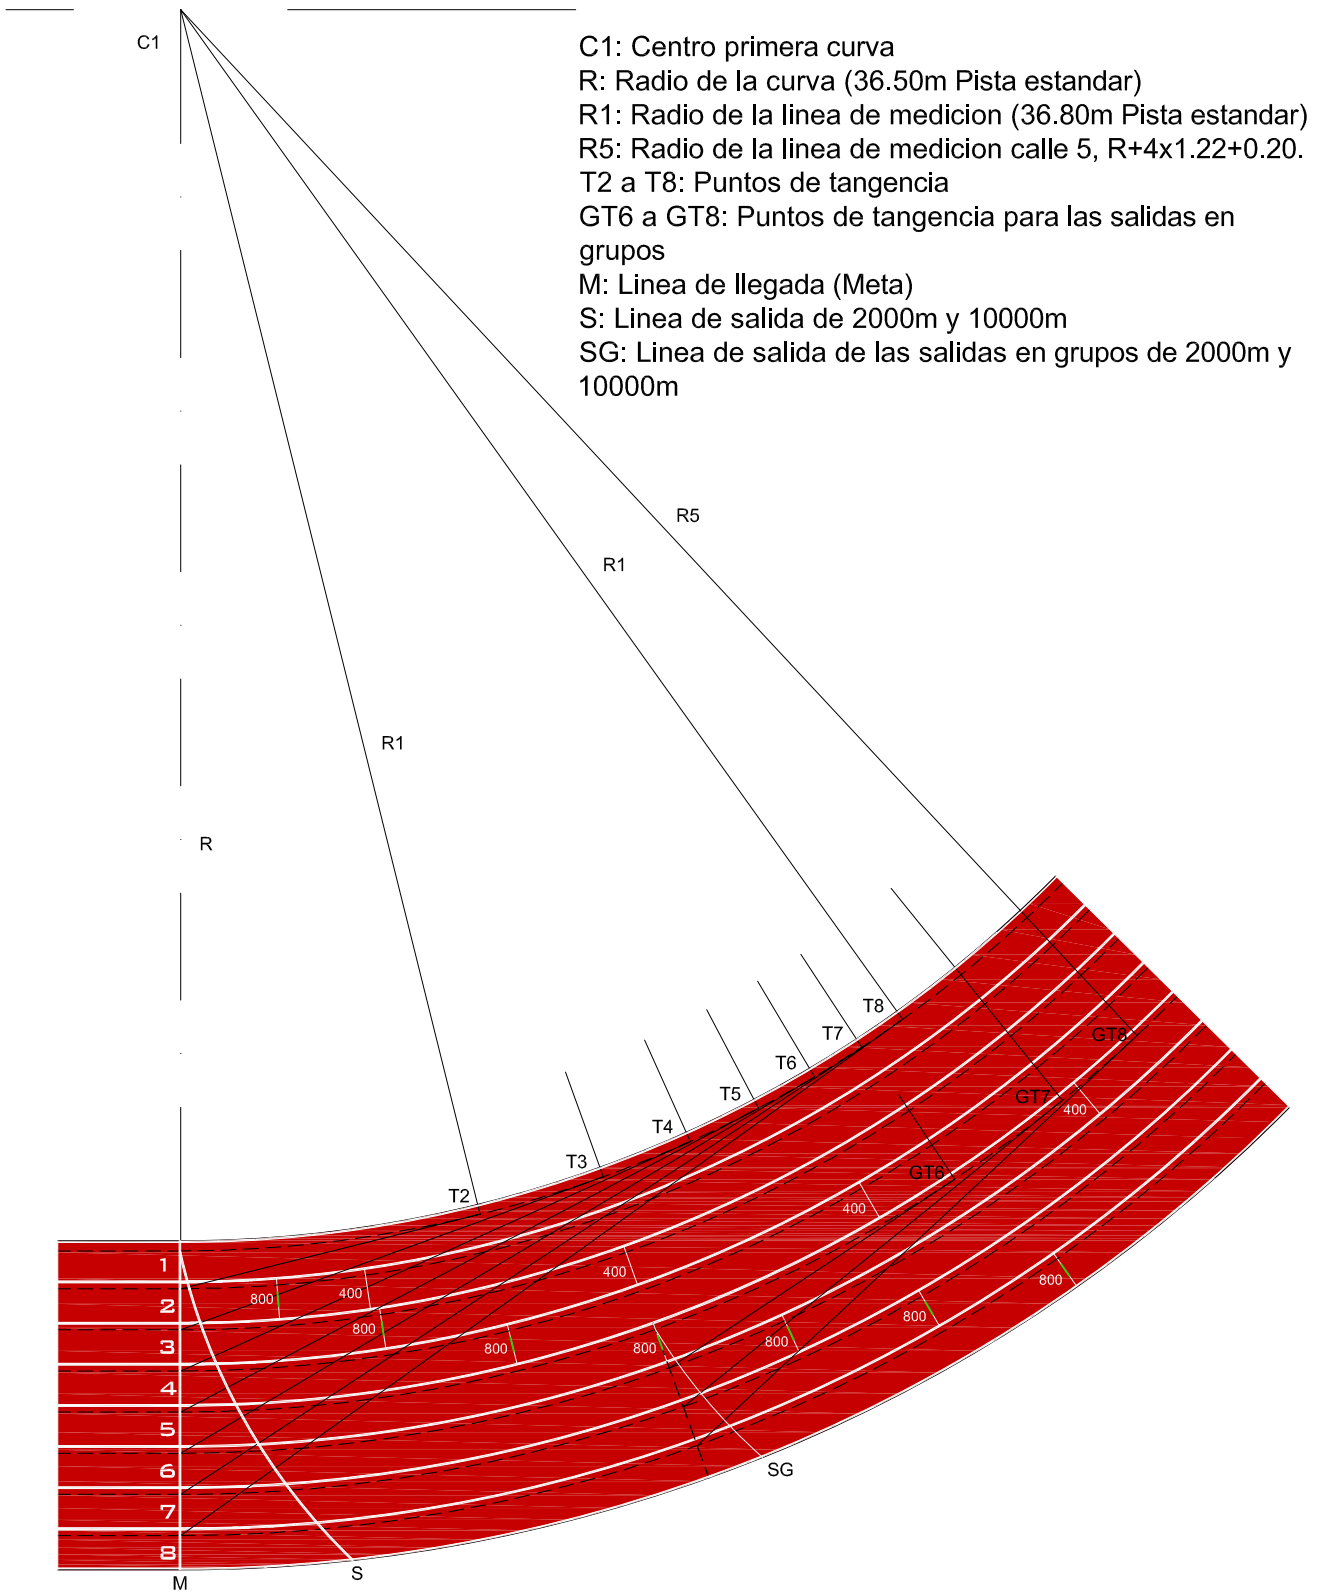 C1
C1: Centro primera curva
R: Radio de la curva (36.50m Pista estandar)
R1: Radio de la linea de medicion (36.80m Pista estandar)
R5: Radio de la linea de medicion calle 5, R+4x1.22+0.20.
T2 a T8: Puntos de tangencia
GT6 a GT8: Puntos de tangencia para las salidas en
grupos
M: Linea de llegada (Meta)
S: Linea de salida de 2000m y 10000m
SG: Linea de salida de las salidas en grupos de 2000m y
10000m
R5
R1
R1
R
T8
T7
T6
T5
T4
T3
T2
GT8
GT7
400
GT6
400
400
800
400
800
800
800
800
800
800
1
2
3
4
5
6
7
8
SG
S
M